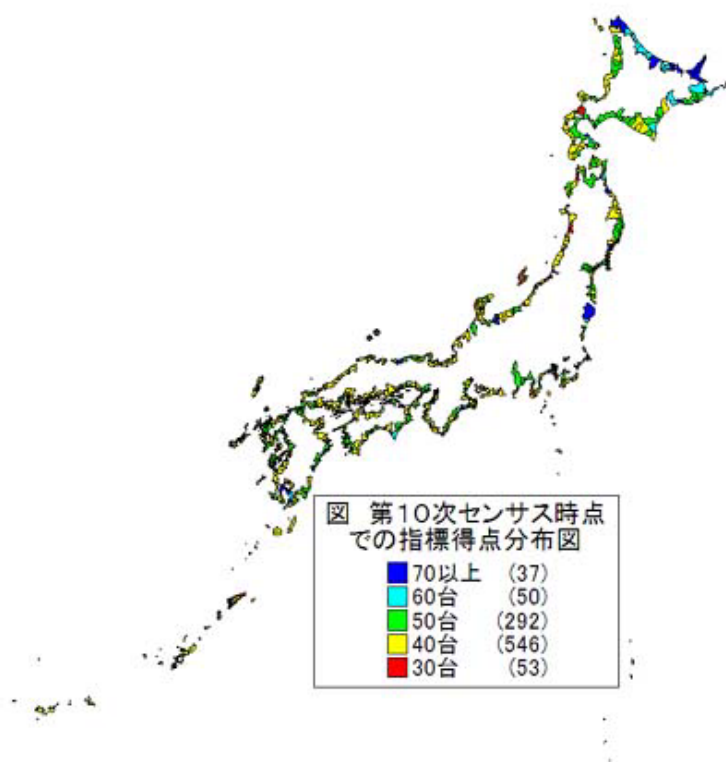 図 第10次センサス時点
での指標得点分布図
70以上 (37)
60台 (50)
50台 (292)
40台 (546)
30台 (53)